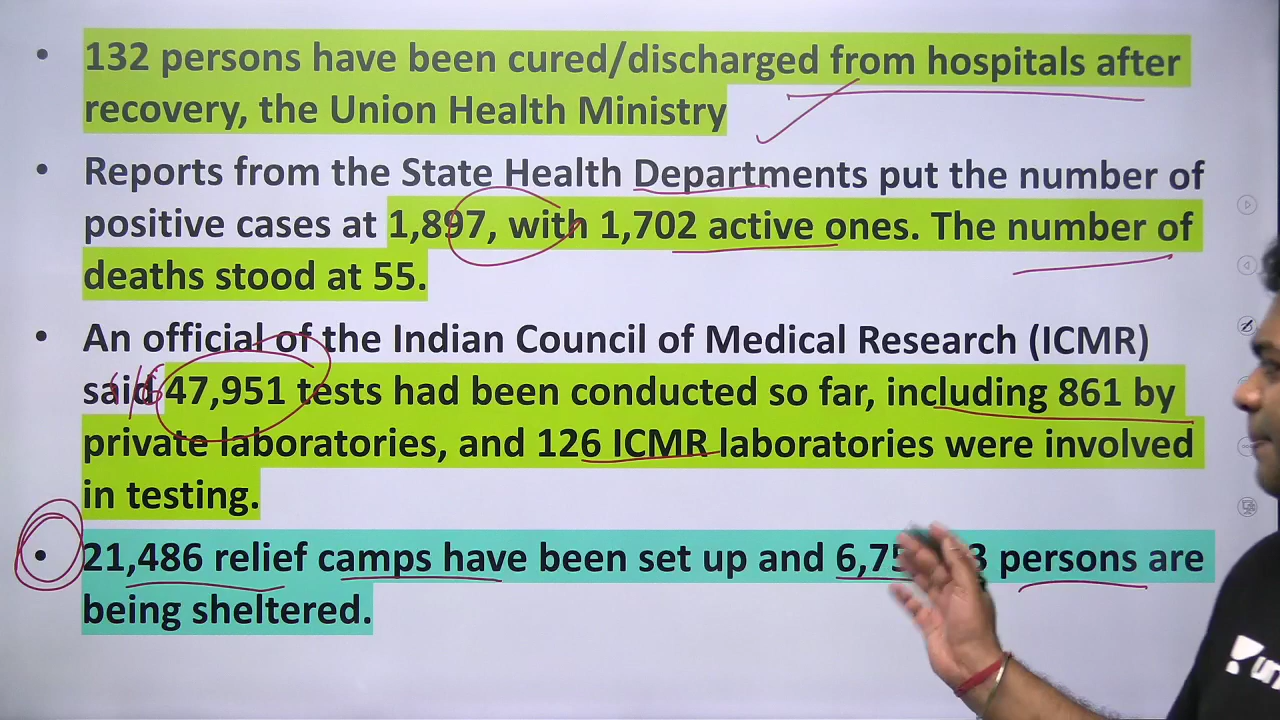 • 132 persons have been cured/discharged from hospitals after
recovery, the Union Health Ministry
• Reports from the State Health Departments put the number of
positive cases at 1,897, with 1,702 active ones. The number of
deaths stood at 55.
• An official of the Indian Council of Medical Research (ICMR)
said 47,951 tests had been conducted so far, including 861 by
private laboratories, and 126 ICMR laboratories were involved
in testing.
• 21,486 relief camps have been set up and persons are
being sheltered.